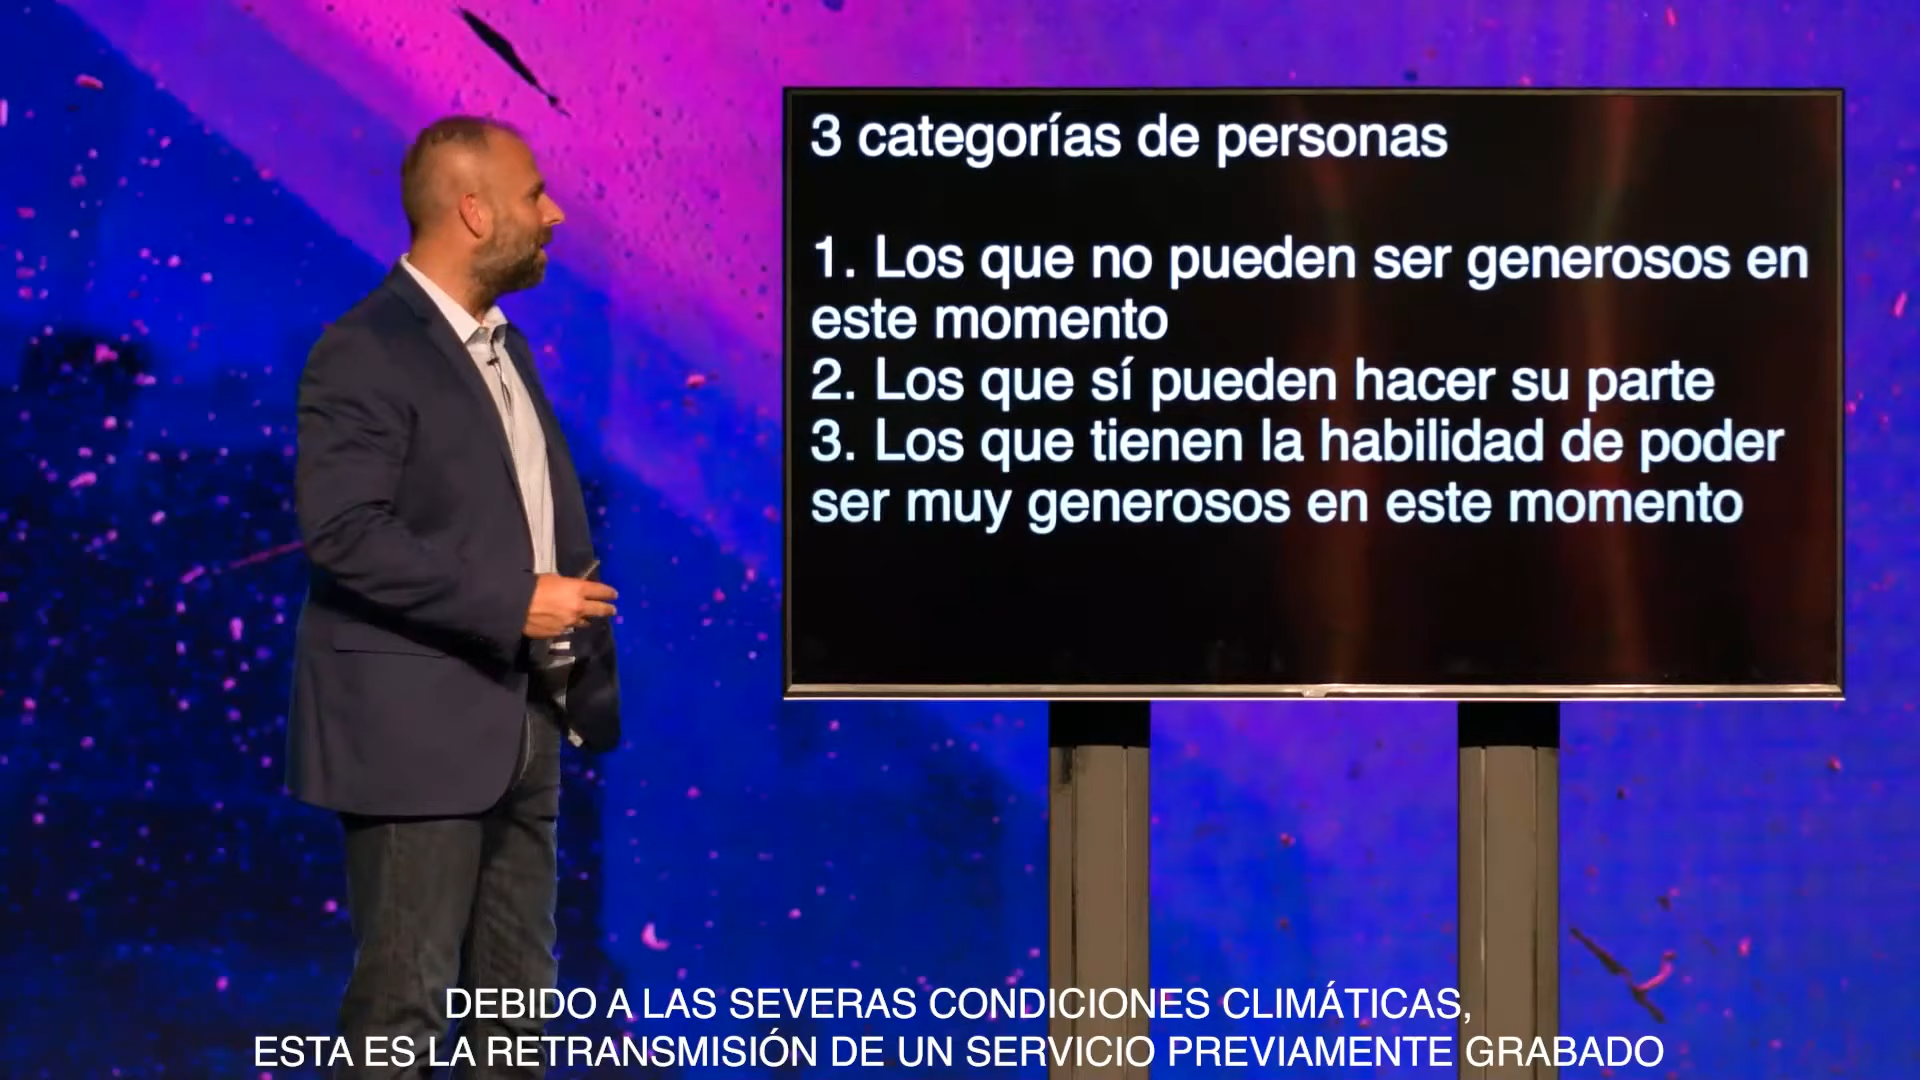 3 categorías de personas
1. Los que no pueden ser generosos en
este momento
2. Los que sí pueden hacer su parte
3. Los que tienen la habilidad de poder
ser muy generosos en este momento
DEBIDO A LAS SEVERAS CONDICIONES CLIMÁTICAS,
ESTA ES LA RETRANSMISIÓN DE UN SERVICIO PREVIAMENTE GRABADO